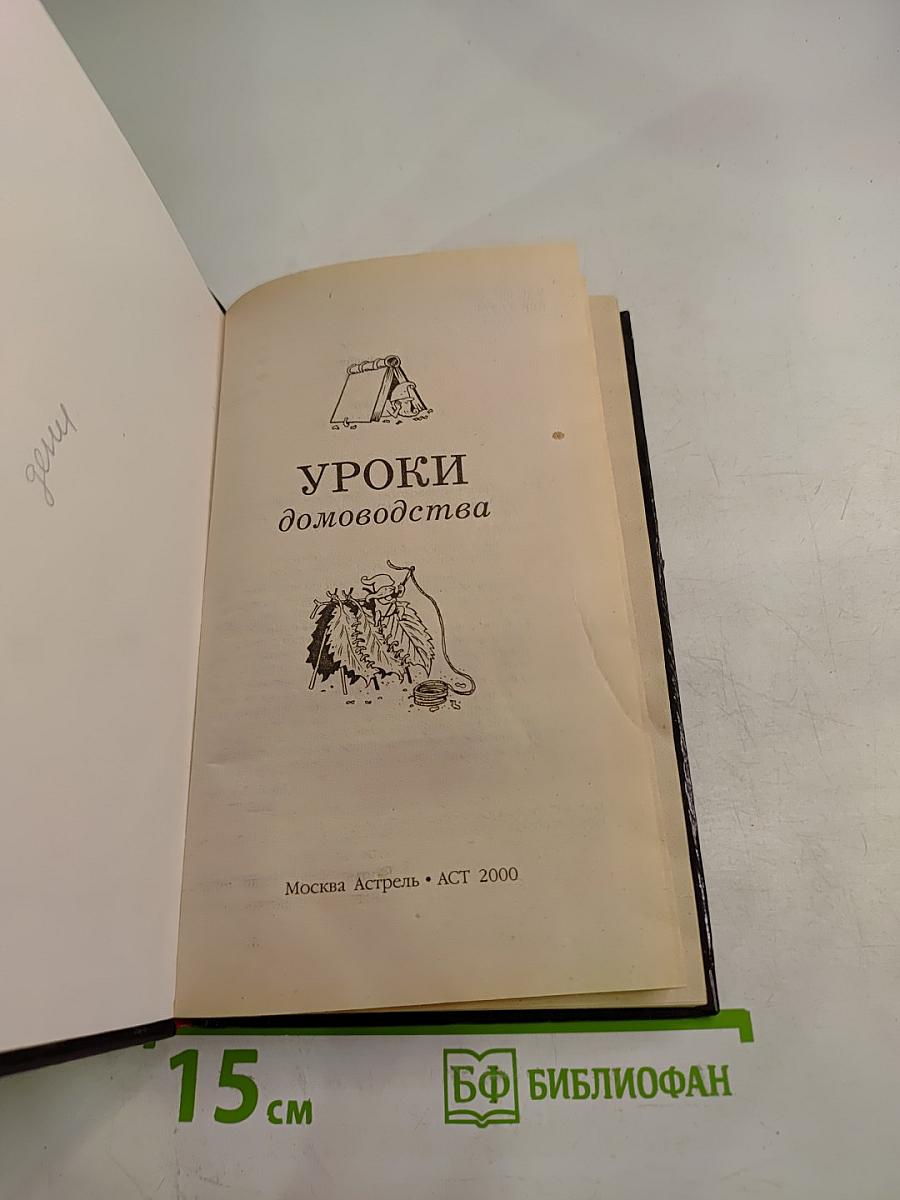 УРОКИ
домоводства
Москва Астрель • АСТ 2000
15 см
БФ БИБЛИОФАН